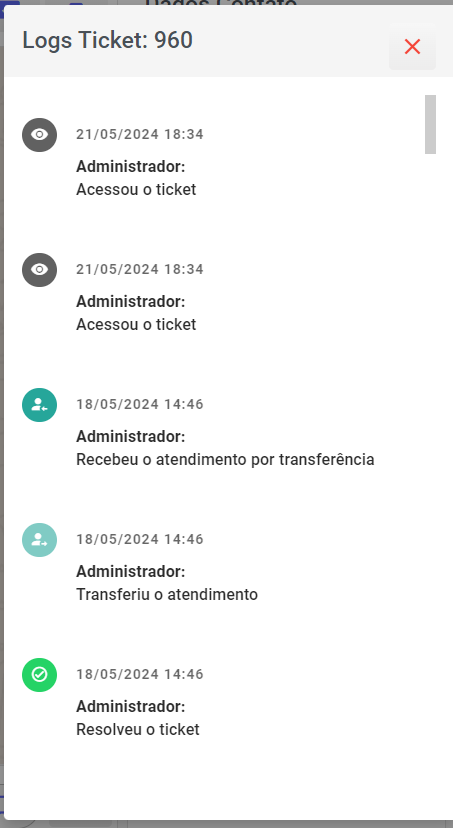 Dados Contato
Logs Ticket: 960
21/05/2024 18:34
Administrador:
Acessou o ticket
21/05/2024 18:34
Administrador:
Acessou o ticket
18/05/2024 14:46
Administrador:
Recebeu o atendimento por transferência
18/05/2024 14:46
Administrador:
Transferiu o atendimento
18/05/2024 14:46
Administrador:
Resolveu o ticket